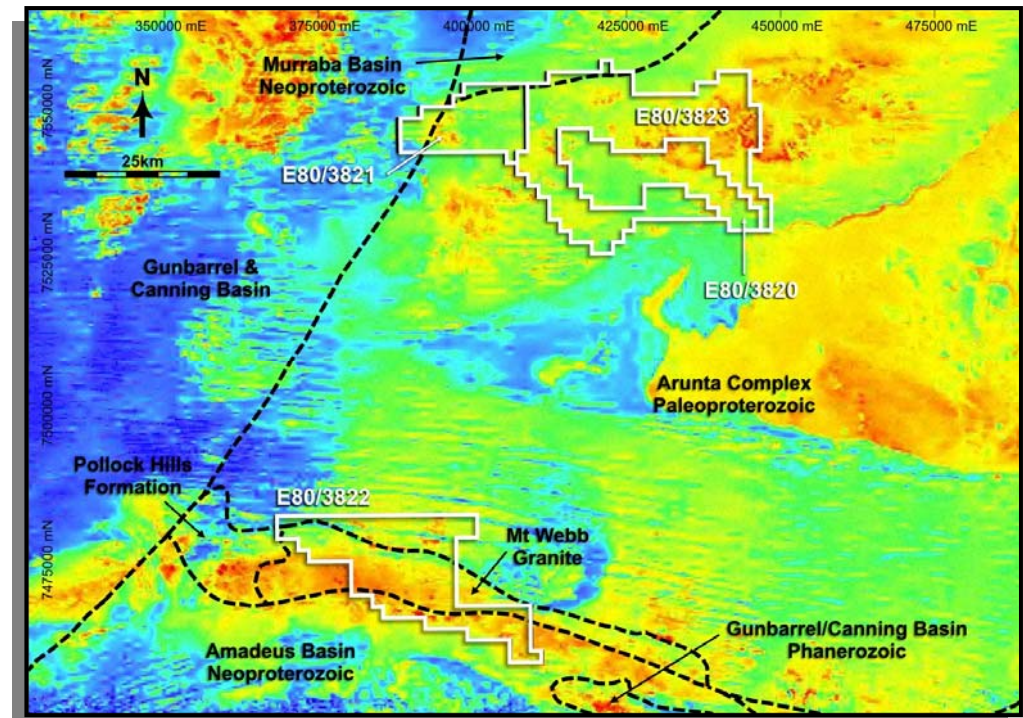 350000 mE
375000 mE
400000 mE
425000 mE
450000 mE
475000 mE
Murraba Basin
Neoproterozoic
N
7550000 mN
E80/3823
25km
E80/3821
7525000 mN
Gunbarrel &
Canning Basin
E80/3820
7500000 mN
Arunta Complex
Paleoproterozoic
Pollock Hills
Formation
E80/3822
Mt Webb
Granite
7475000 mN
Gunbarrel/Canning Basin
Phanerozoic
Amadeus Basin
Neoproterozoic